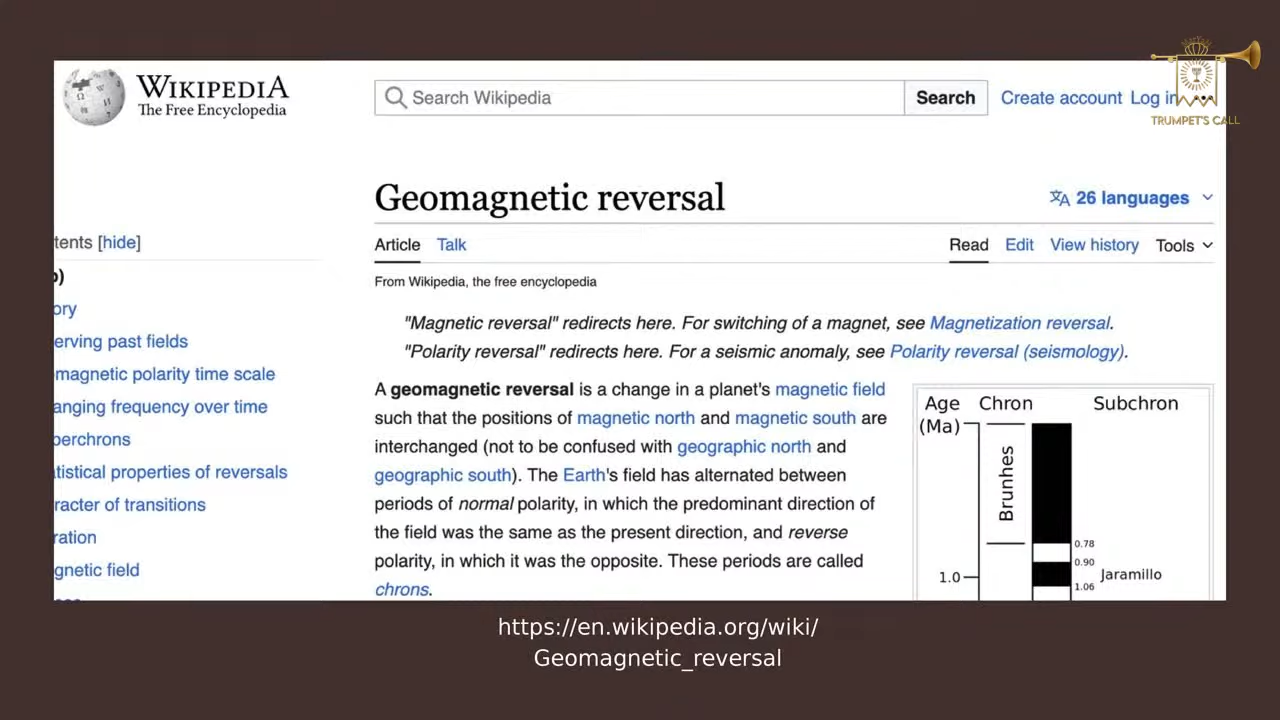 WIKIPEDIA
The Free Encyclopedia
Search Wikipedia
Search
Create account
Log in
TRUMPET'S CALL
Geomagnetic reversal
26 languages
tents [hide]
Article
Talk
Read
Edit
View history
Tools
From Wikipedia, the free encyclopedia
"Magnetic reversal" redirects here. For switching of a magnet, see Magnetization reversal.
"Polarity reversal" redirects here. For a seismic anomaly, see Polarity reversal (seismology).
A geomagnetic reversal is a change in a planet's magnetic field
such that the positions of magnetic north and magnetic south are
interchanged (not to be confused with geographic north and
geographic south). The Earth's field has alternated between
periods of normal polarity, in which the predominant direction of
the field was the same as the present direction, and reverse
polarity, in which it was the opposite. These periods are called
chrons.
)
ory
erving past fields
omagnetic polarity time scale
anging frequency over time
perchrons
tistical properties of reversals
racter of transitions
ration
gnetic field
Age
(Ma)
Chron
Subchron
Brunhes
0.78
0.90
Jaramillo
1.0
1.06
https://en.wikipedia.org/wiki/
Geomagnetic_reversal